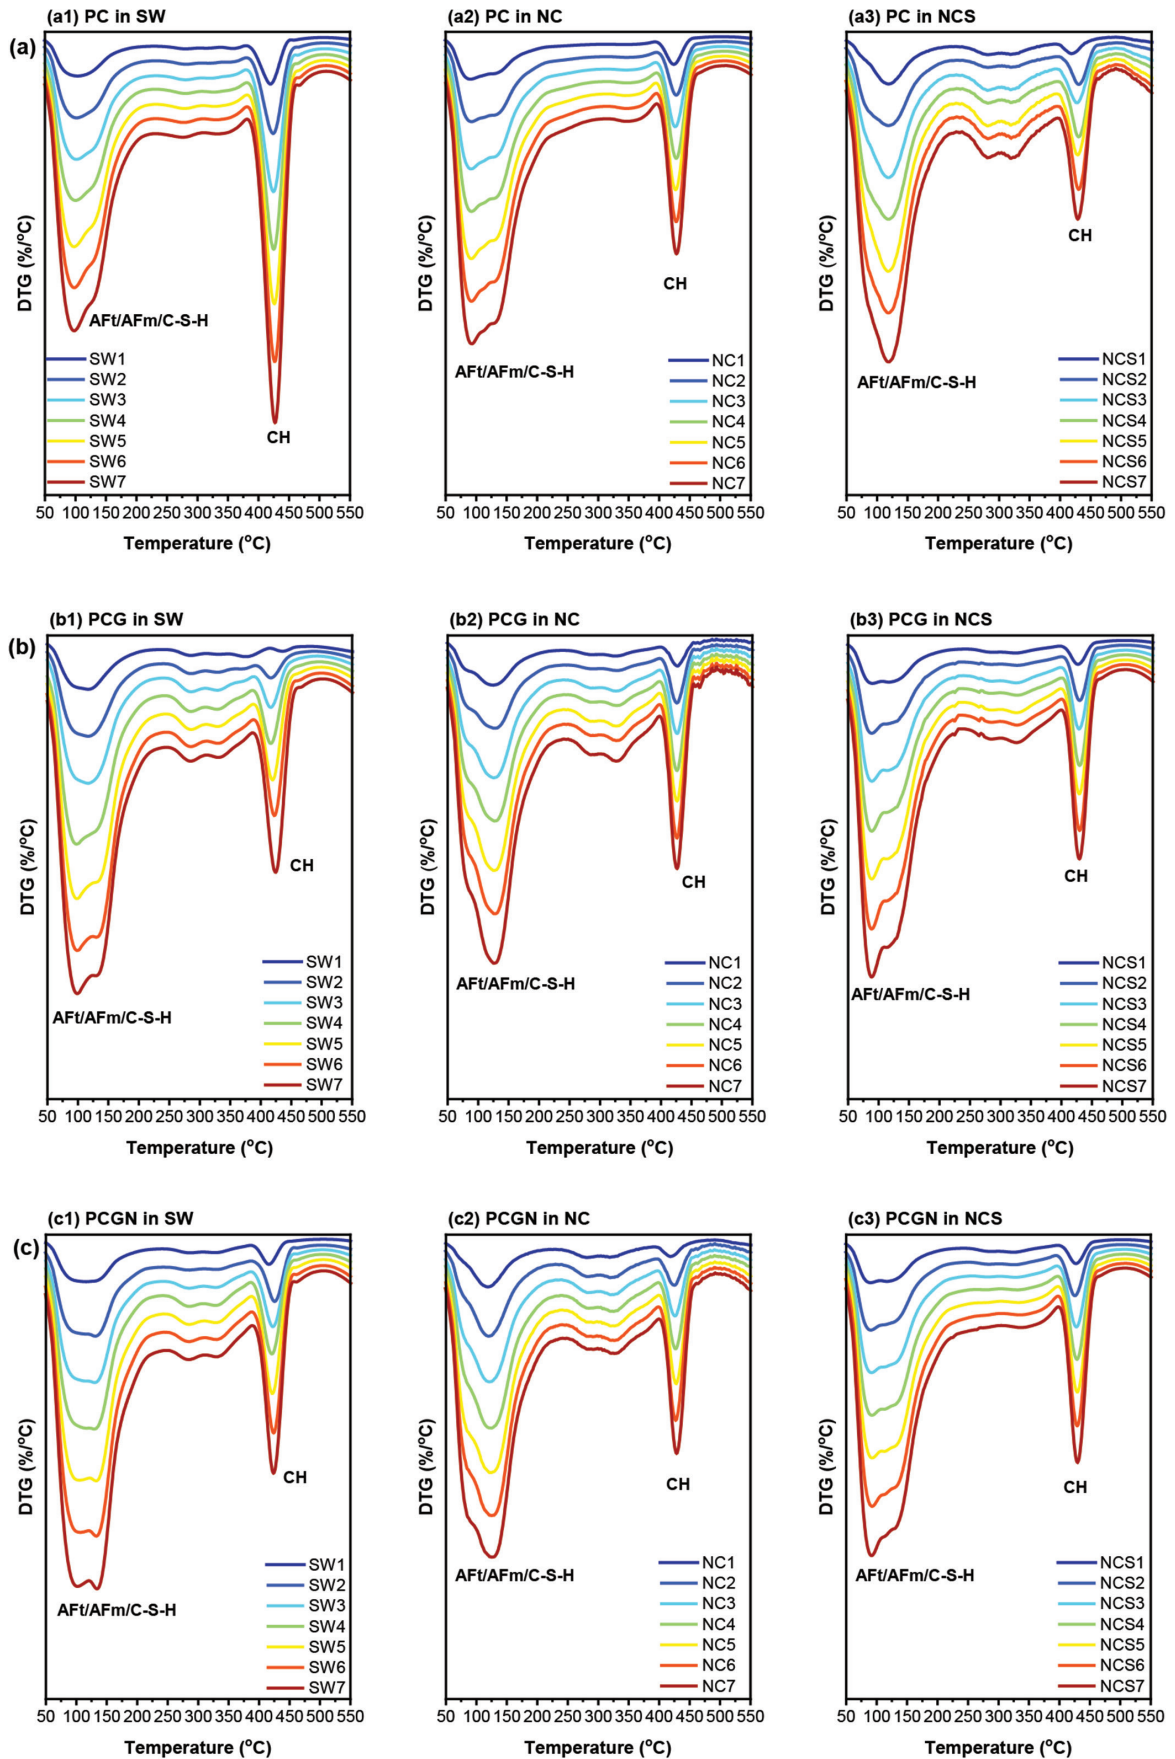 (a)
(a1) PC in SW
DTG (%/°C)
AFt/AFm/C-S-H
CH
SW1
SW2
SW3
SW4
SW5
SW6
SW7
50 100 150 200 250 300 350 400 450 500 550
Temperature (°C)
(a2) PC in NC
DTG (%/°C)
CH
AFt/AFm/C-S-H
NC1
NC2
NC3
NC4
NC5
NC6
NC7
50 100 150 200 250 300 350 400 450 500 550
Temperature (°C)
(a3) PC in NCS
DTG (%/°C)
CH
AFt/AFm/C-S-H
NCS1
NCS2
NCS3
NCS4
NCS5
NCS6
NCS7
50 100 150 200 250 300 350 400 450 500 550
Temperature (°C)
(b)
(b1) PCG in SW
DTG (%/°C)
CH
AFt/AFm/C-S-H
SW1
SW2
SW3
SW4
SW5
SW6
SW7
50 100 150 200 250 300 350 400 450 500 550
Temperature (°C)
(b2) PCG in NC
DTG (%/°C)
CH
AFt/AFm/C-S-H
NC1
NC2
NC3
NC4
NC5
NC6
NC7
50 100 150 200 250 300 350 400 450 500 550
Temperature (°C)
(b3) PCG in NCS
DTG (%/°C)
CH
AFt/AFm/C-S-H
NCS1
NCS2
NCS3
NCS4
NCS5
NCS6
NCS7
50 100 150 200 250 300 350 400 450 500 550
Temperature (°C)
(c)
(c1) PCGN in SW
DTG (%/°C)
CH
AFt/AFm/C-S-H
SW1
SW2
SW3
SW4
SW5
SW6
SW7
50 100 150 200 250 300 350 400 450 500 550
Temperature (°C)
(c2) PCGN in NC
DTG (%/°C)
CH
AFt/AFm/C-S-H
NC1
NC2
NC3
NC4
NC5
NC6
NC7
50 100 150 200 250 300 350 400 450 500 550
Temperature (°C)
(c3) PCGN in NCS
DTG (%/°C)
CH
AFt/AFm/C-S-H
NCS1
NCS2
NCS3
NCS4
NCS5
NCS6
NCS7
50 100 150 200 250 300 350 400 450 500 550
Temperature (°C)